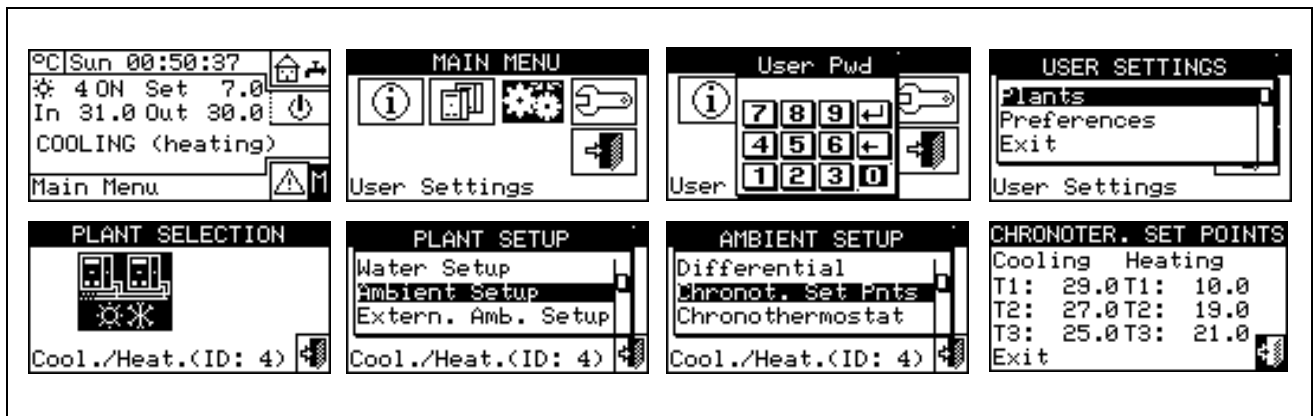 ºC Sun 00:50:37
4 ON Set 7.0
In 31.0 Out 30.0
COOLING (heating)
Main Menu M
MAIN MENU
User Settings
User Pwd
7 8 9
4 5 6
1 2 3 0
User
USER SETTINGS
Plants
Preferences
Exit
User Settings
PLANT SELECTION
Cool./Heat.(ID: 4)
PLANT SETUP
Water Setup
Ambient Setup
Extern. Amb. Setup
Cool./Heat.(ID: 4)
AMBIENT SETUP
Differential
Chronot. Set Pnts
Chronothermostat
Cool./Heat.(ID: 4)
CHRONOTER. SET POINTS
Cooling Heating
T1: 29.0 T1: 10.0
T2: 27.0 T2: 19.0
T3: 25.0 T3: 21.0
Exit